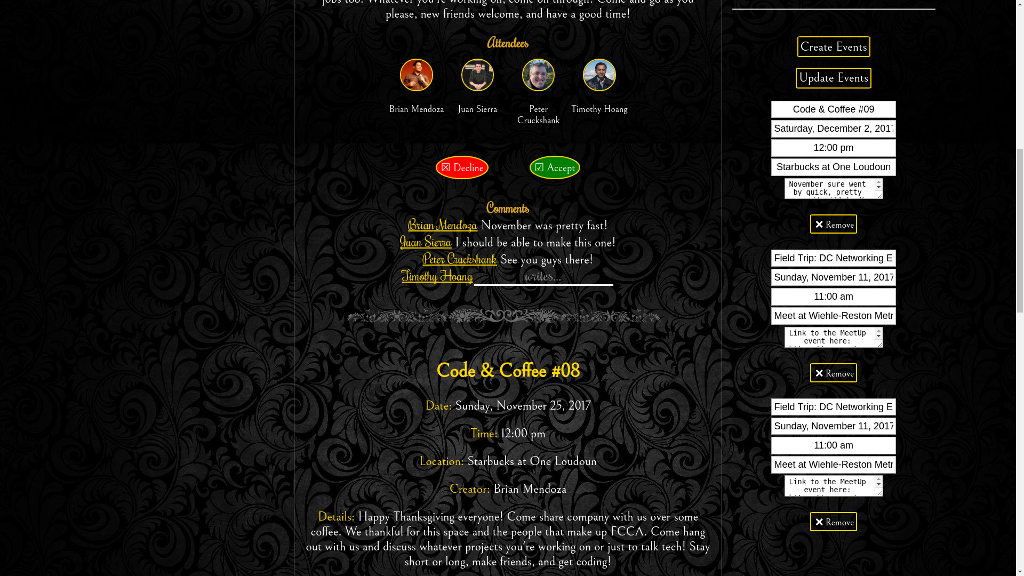 jobs too! Whatever you're working on, come on through! Come and go as you
please, new friends welcome, and have a good time!
Attendees
Brian Mendoza
Juan Sierra
Peter
Cruckshank
Timothy Hoang
☒ Decline
☑ Accept
Comments
Brian Mendoza November was pretty fast!
Juan Sierra I should be able to make this one!
Peter Cruckshank See you guys there!
Timothy Hoang writes...
Code & Coffee #08
Date: Sunday, November 25, 2017
Time: 12:00 pm
Location: Starbucks at One Loudoun
Creator: Brian Mendoza
Details: Happy Thanksgiving everyone! Come share company with us over some
coffee. We thankful for this space and the people that make up FCCA. Come hang
out with us and discuss whatever projects you're working on or just to talk tech! Stay
short or long, make friends, and get coding!
Create Events
Update Events
Code & Coffee #09
Saturday, December 2, 2017
12:00 pm
Starbucks at One Loudoun
November sure went
by quick, pretty
✕ Remove
Field Trip: DC Networking E
Sunday, November 11, 2017
11:00 am
Meet at Wiehle-Reston Metr
Link to the MeetUp
event here:
✕ Remove
Field Trip: DC Networking E
Sunday, November 11, 2017
11:00 am
Meet at Wiehle-Reston Metr
Link to the MeetUp
event here:
✕ Remove